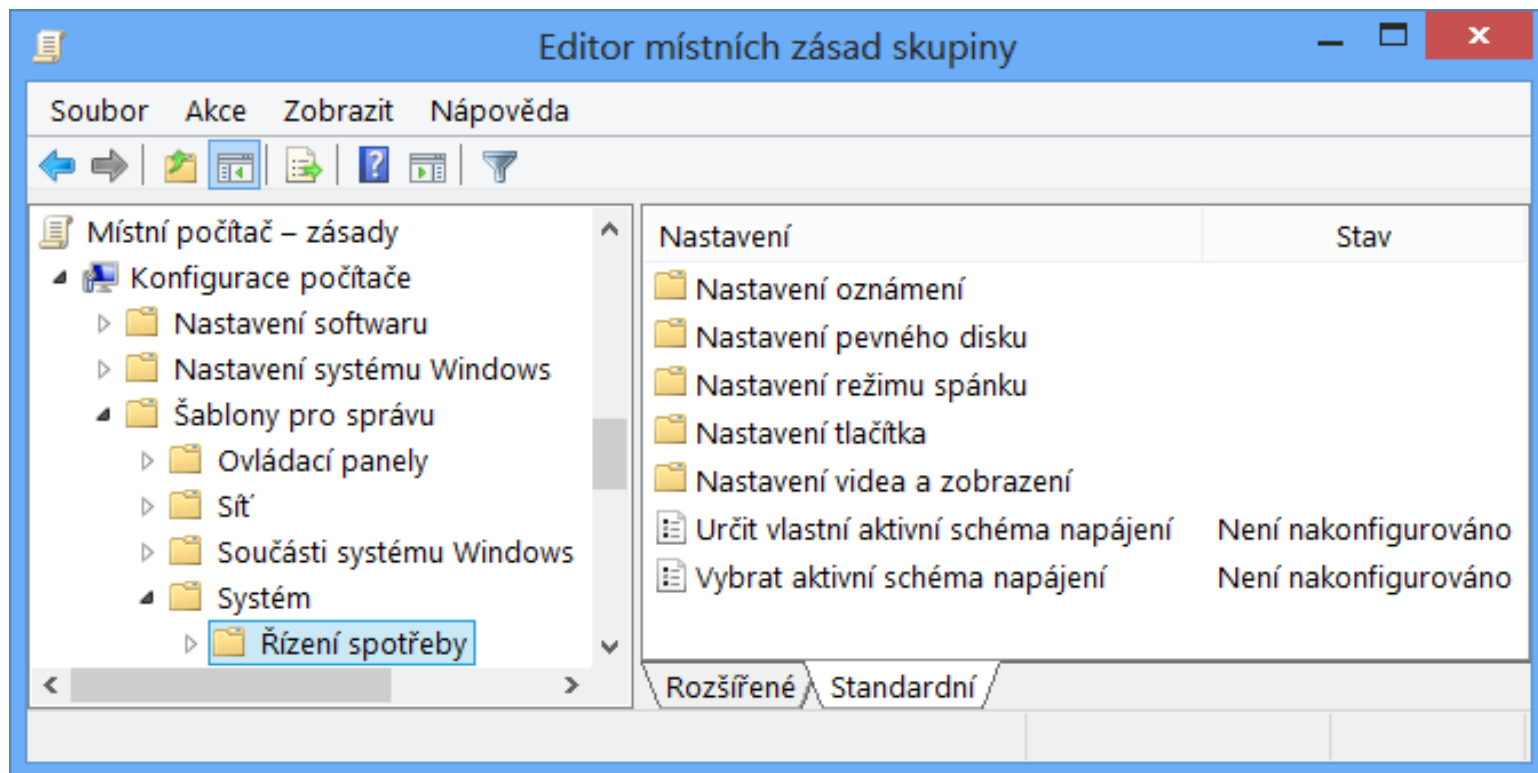 Editor místních zásad skupiny
Soubor Akce Zobrazit Nápověda
Místní počítač – zásady
Konfigurace počítače
Nastavení softwaru
Nastavení systému Windows
Šablony pro správu
Ovládací panely
Síť
Součásti systému Windows
Systém
Řízení spotřeby
Nastavení Stav
Nastavení oznámení
Nastavení pevného disku
Nastavení režimu spánku
Nastavení tlačítka
Nastavení videa a zobrazení
Určit vlastní aktivní schéma napájení Není nakonfigurováno
Vybrat aktivní schéma napájení Není nakonfigurováno
Rozšířené Standardní